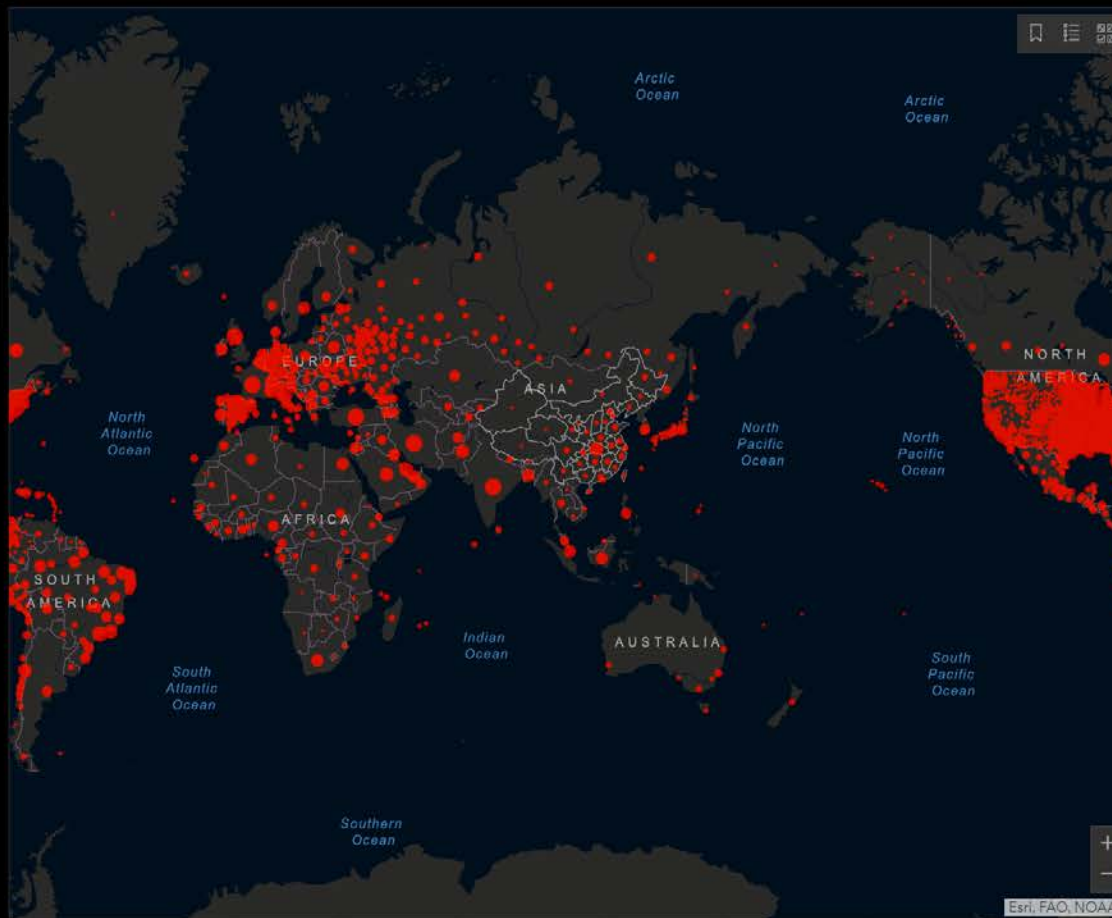 Arctic
Ocean
Arctic
Ocean
EUROPE
ASIA
NORTH
AMERICA
North
Atlantic
Ocean
North
Pacific
Ocean
North
Pacific
Ocean
AFRICA
SOUTH
AMERICA
Indian
Ocean
AUSTRALIA
South
Atlantic
Ocean
South
Pacific
Ocean
Southern
Ocean
+
−
Esri, FAO, NOAA